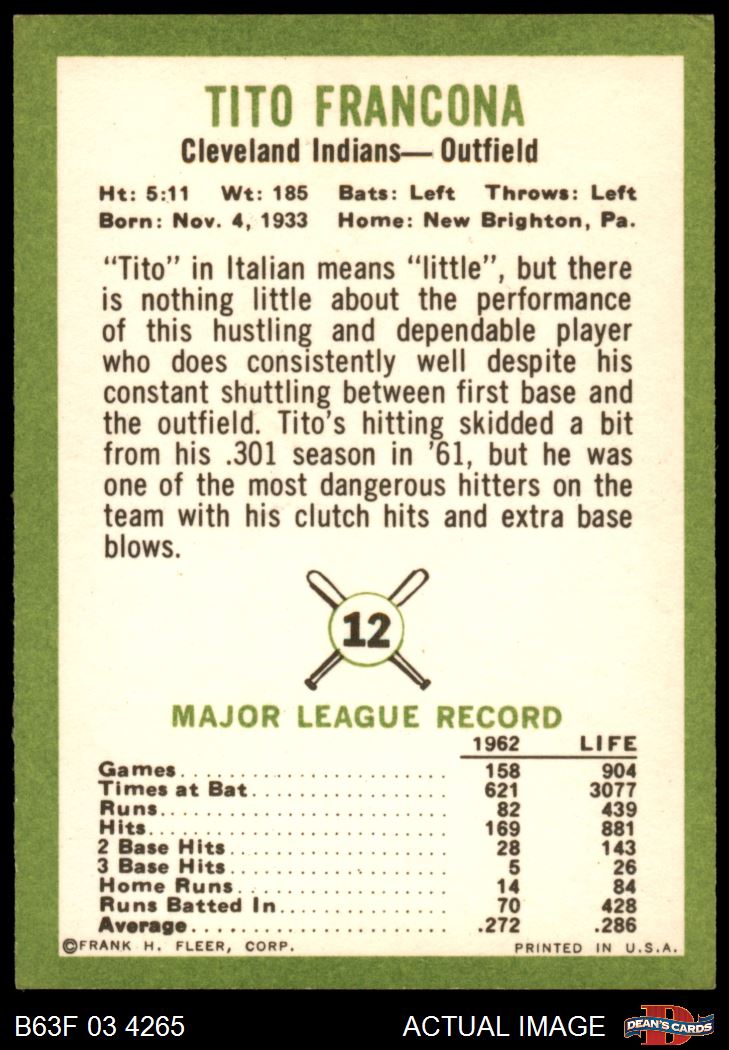 TITO FRANCONA
Cleveland Indians— Outfield
Ht: 5:11 Wt: 185 Bats: Left Throws: Left
Born: Nov. 4, 1933 Home: New Brighton, Pa.
"Tito" in Italian means "little", but there
is nothing little about the performance
of this hustling and dependable player
who does consistently well despite his
constant shuttling between first base and
the outfield. Tito's hitting skidded a bit
from his .301 season in '61, but he was
one of the most dangerous hitters on the
team with his clutch hits and extra base
blows.
12
MAJOR LEAGUE RECORD
1962 LIFE
Games 158 904
Times at Bat 621 3077
Runs 82 439
Hits 169 881
2 Base Hits 28 143
3 Base Hits 5 26
Home Runs 14 84
Runs Batted In 70 428
Average .272 .286
©FRANK H. FLEER, CORP. PRINTED IN U.S.A.
B63F 03 4265 ACTUAL IMAGE D DEAN'S CARDS